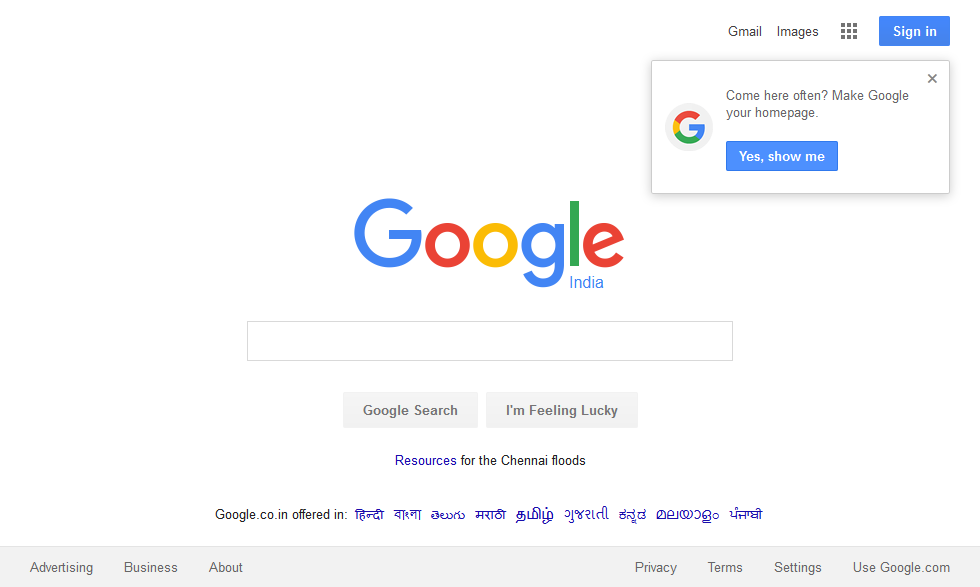 Gmail Images Sign in
Come here often? Make Google
your homepage.
Yes, show me
Google
India
Google Search I'm Feeling Lucky
Resources for the Chennai floods
Google.co.in offered in: हिन्दी বাংলা తెలుగు मराठी தமிழ் ગુજરાતી ಕನ್ನಡ മലയാളം ਪੰਜਾਬੀ
Advertising Business About Privacy Terms Settings Use Google.com